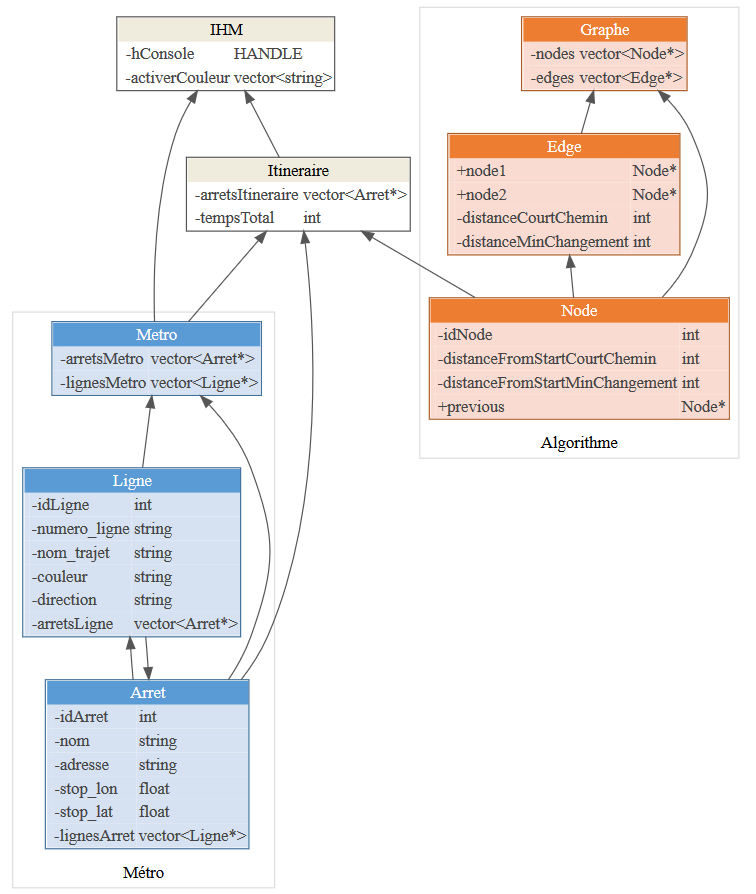 IHM
-hConsole HANDLE
-activerCouleur vector<string>
Graphe
-nodes vector<Node*>
-edges vector<Edge*>
Edge
+node1 Node*
+node2 Node*
-distanceCourtChemin int
-distanceMinChangement int
Itineraire
-arretsItineraire vector<Arret*>
-tempsTotal int
Node
-idNode int
-distanceFromStartCourtChemin int
-distanceFromStartMinChangement int
+previous Node*
Algorithme
Metro
-arretsMetro vector<Arret*>
-lignesMetro vector<Ligne*>
Ligne
-idLigne int
-numero_ligne string
-nom_trajet string
-couleur string
-direction string
-arretsLigne vector<Arret*>
Arret
-idArret int
-nom string
-adresse string
-stop_lon float
-stop_lat float
-lignesArret vector<Ligne*>
Métro